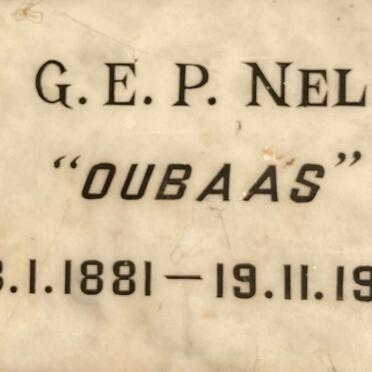 G. E. P. NEL
"OUBAAS"
.1.1881 — 19.11.19